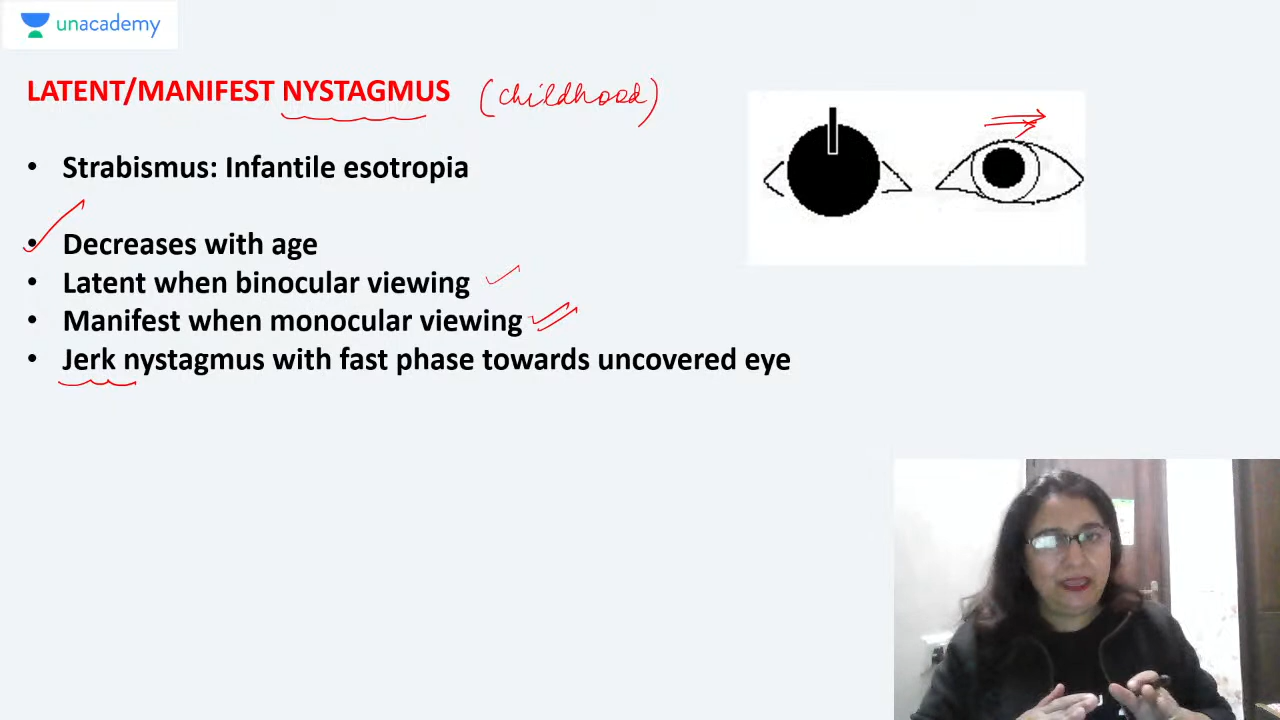 unacademy
LATENT/MANIFEST NYSTAGMUS (childhood)
• Strabismus: Infantile esotropia
• Decreases with age
• Latent when binocular viewing
• Manifest when monocular viewing
• Jerk nystagmus with fast phase towards uncovered eye